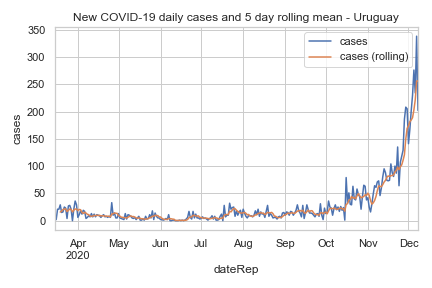 New COVID-19 daily cases and 5 day rolling mean - Uruguay
350
300
250
200
150
100
50
0
cases
cases
cases (rolling)
Apr
2020
May
Jun
Jul
Aug
Sep
Oct
Nov
Dec
dateRep